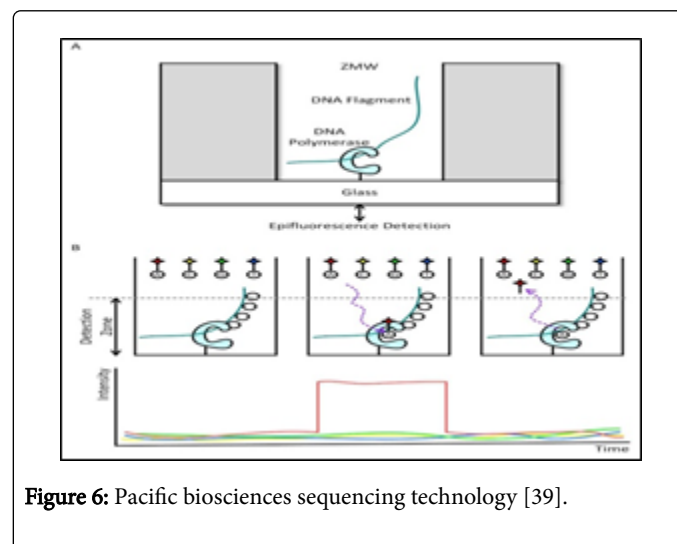 A
ZMW
DNA Flagment
DNA
Polymerase
Glass
Epifluorescence Detection
B
Detection
Zone
Intensity
Time
Figure 6: Pacific biosciences sequencing technology [39].